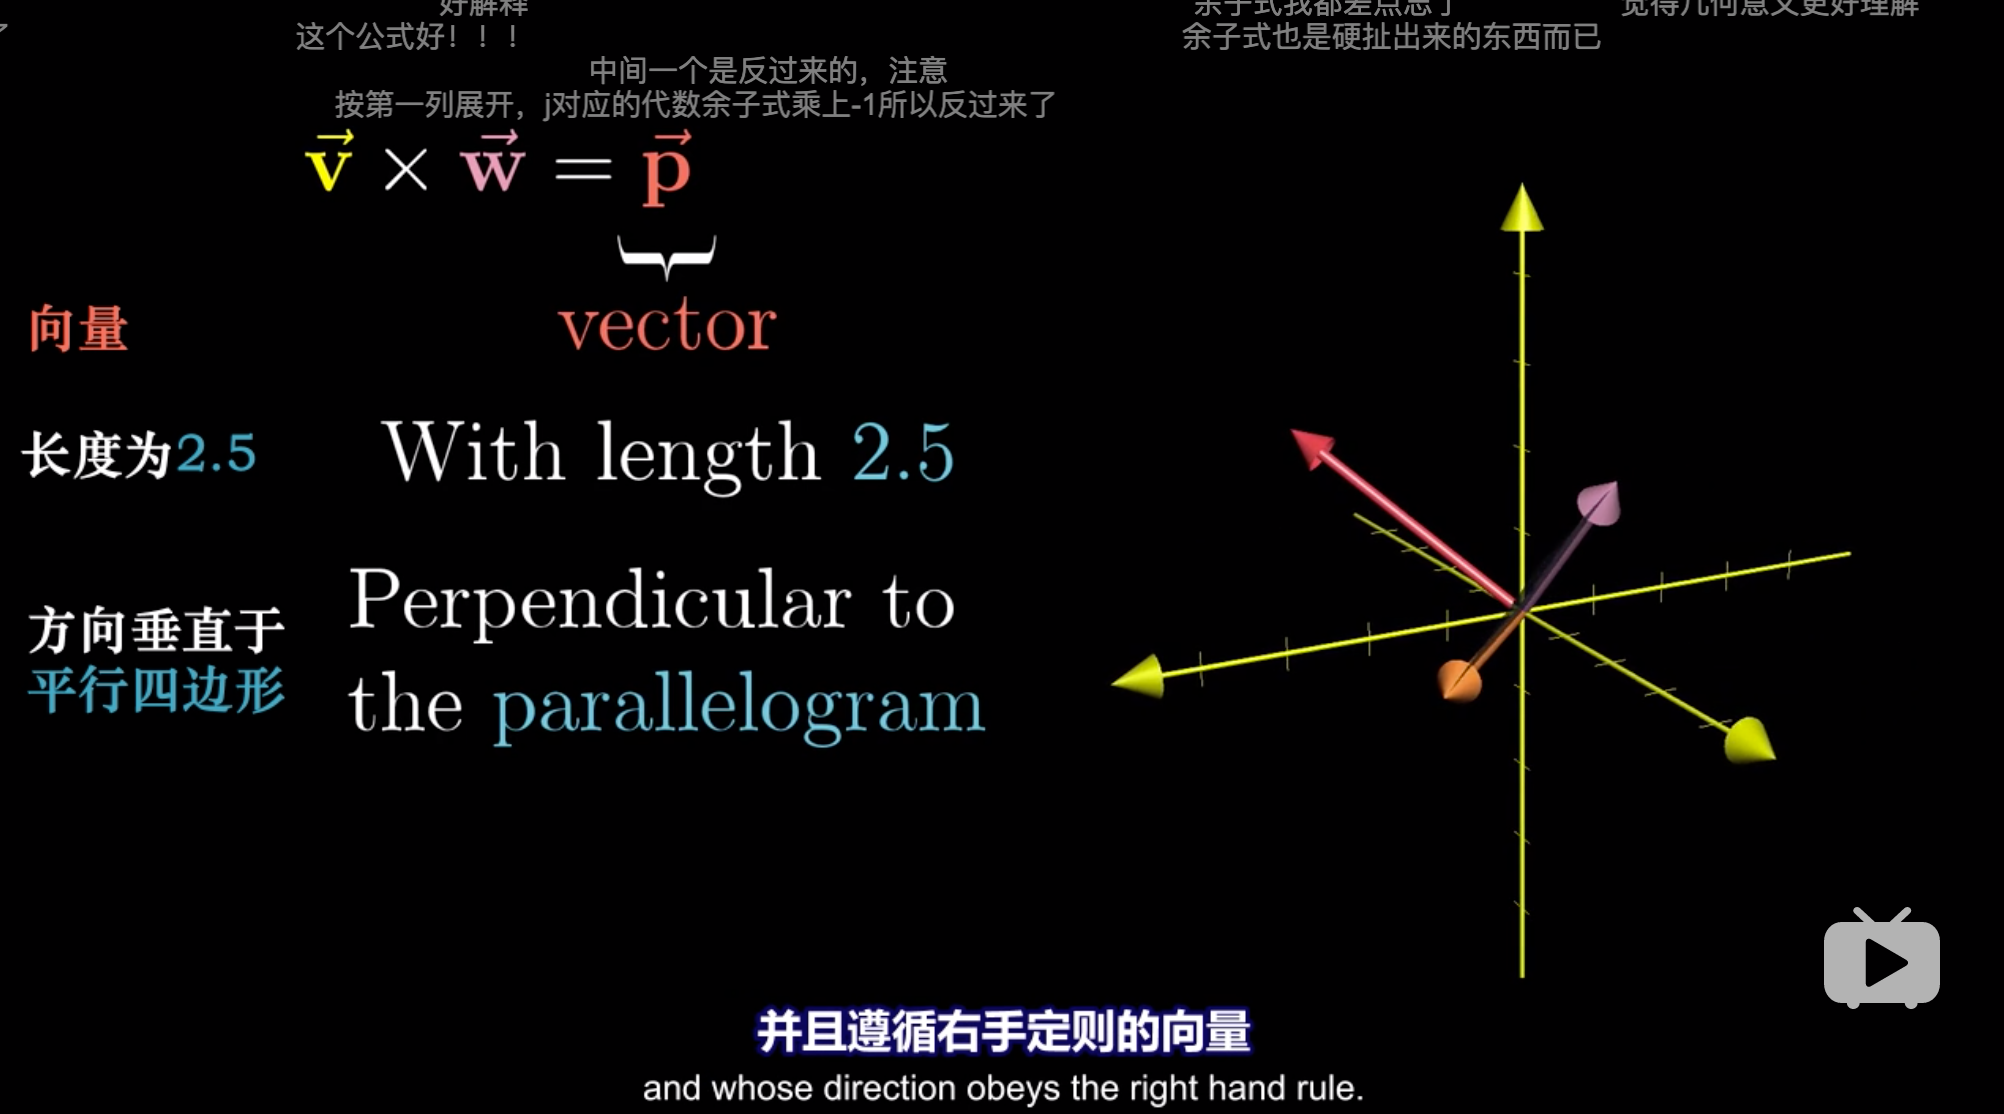 好解释
余子式我都差点忘了
觉得几何意义更好理解
这个公式好！！！
余子式也是硬扯出来的东西而已
中间一个是反过来的，注意
按第一列展开，j对应的代数余子式乘上-1所以反过来了
v⃗ × w⃗ = p⃗
向量
vector
长度为2.5
With length 2.5
方向垂直于
平行四边形
Perpendicular to
the parallelogram
并且遵循右手定则的向量
and whose direction obeys the right hand rule.